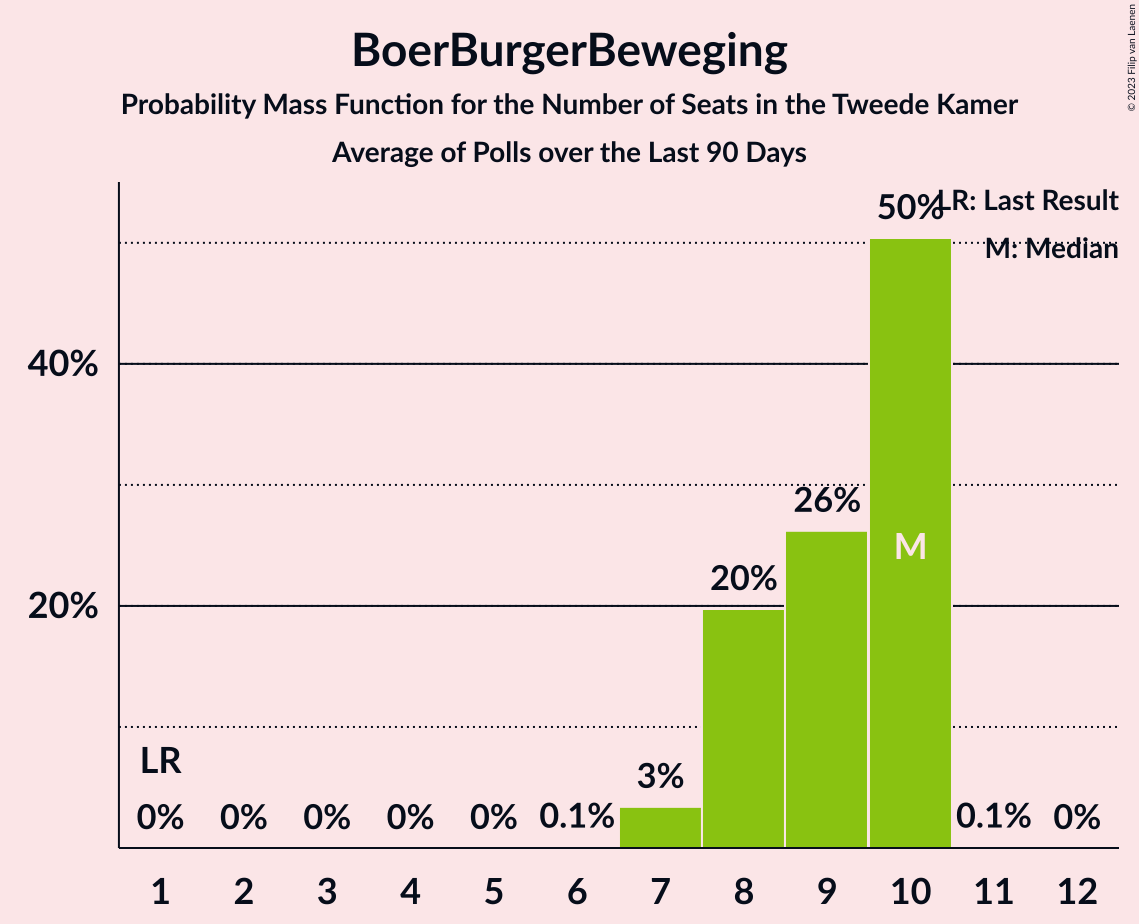 BoerBurgerBeweging
Probability Mass Function for the Number of Seats in the Tweede Kamer
Average of Polls over the Last 90 Days
© 2023 Filip van Laenen
LR: Last Result
M: Median
50%
40%
26%
M
20%
20%
LR
3%
0% 0% 0% 0% 0% 0.1% 0.1% 0%
1 2 3 4 5 6 7 8 9 10 11 12